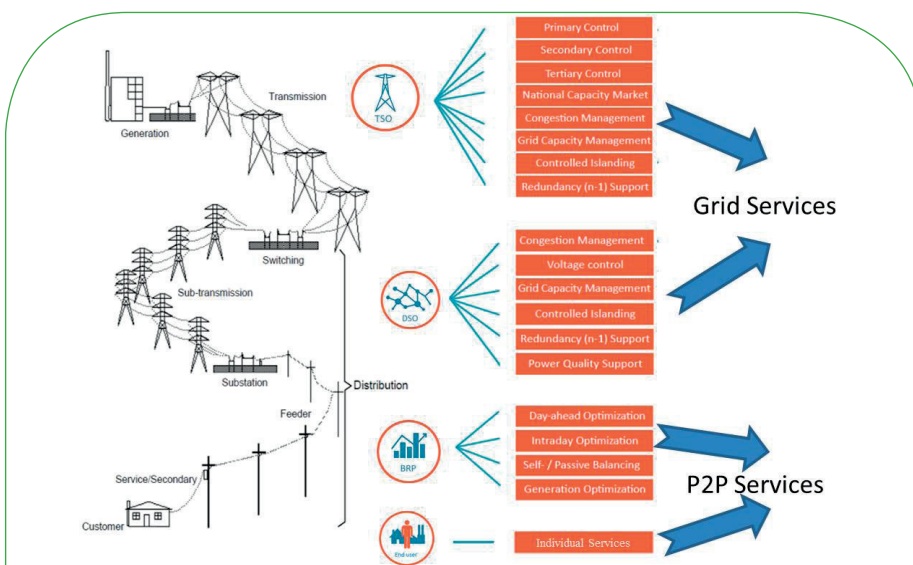 Generation
Transmission
Switching
Sub-transmission
Substation
Distribution
Feeder
Service/Secondary
Customer
TSO
Primary Control
Secondary Control
Tertiary Control
National Capacity Market
Congestion Management
Grid Capacity Management
Controlled Islanding
Redundancy (n-1) Support
Grid Services
DSO
Congestion Management
Voltage control
Grid Capacity Management
Controlled Islanding
Redundancy (n-1) Support
Power Quality Support
BRP
Day-ahead Optimization
Intraday Optimization
Self- / Passive Balancing
Generation Optimization
P2P Services
End user
Individual Services